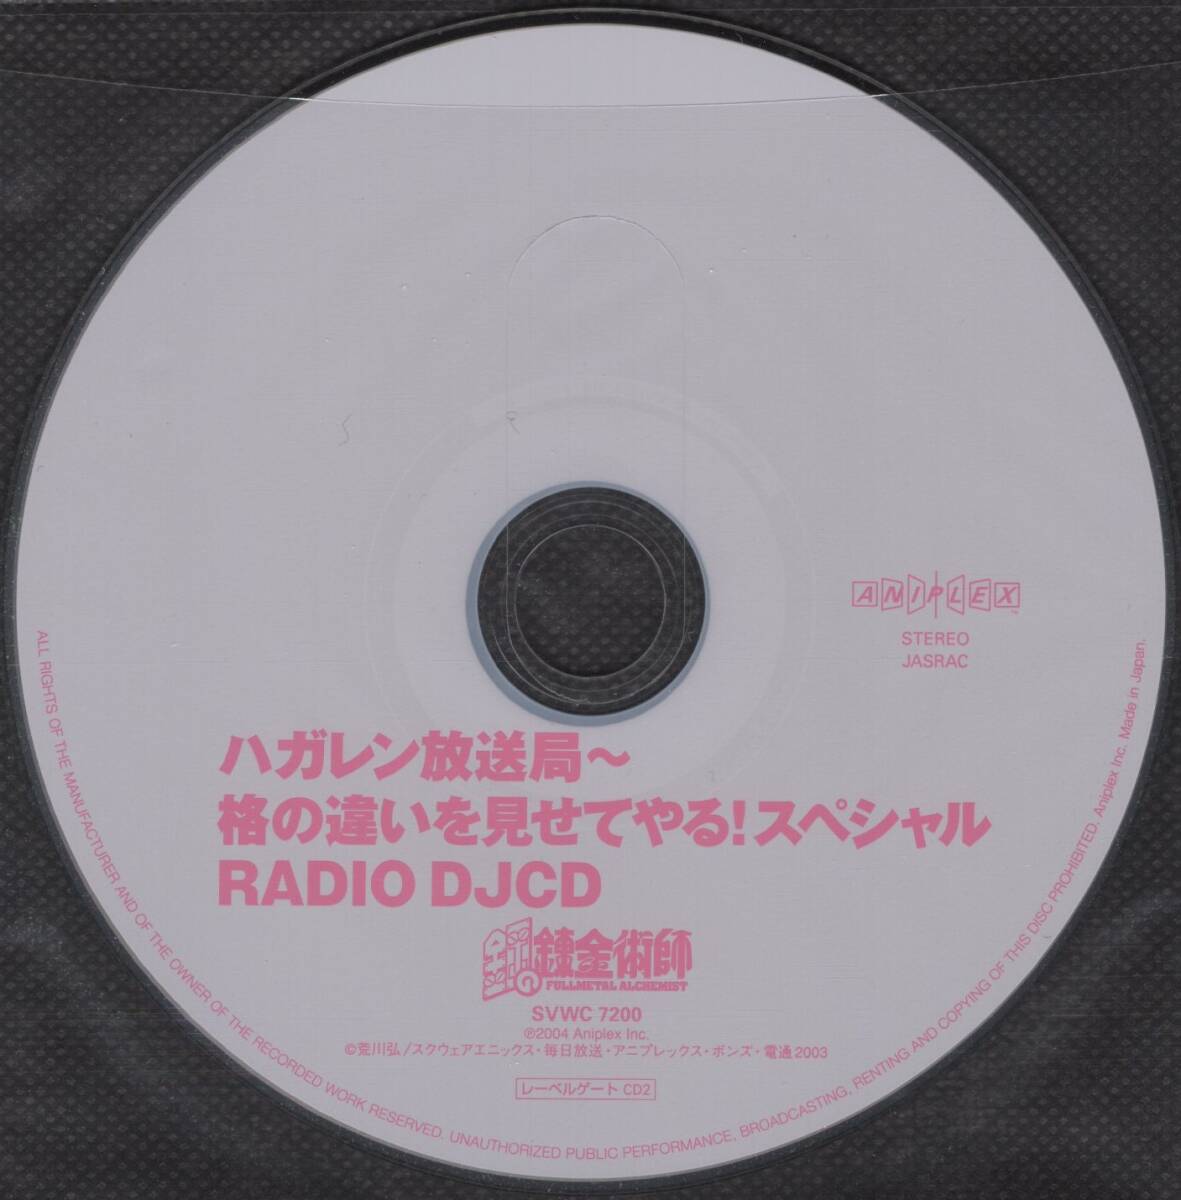 ANIPLEX™
STEREO
JASRAC
ハガレン放送局～
格の違いを見せてやる!スペシャル
RADIO DJCD
鋼の錬金術師
FULLMETAL ALCHEMIST
SVWC 7200
℗2004 Aniplex Inc.
©荒川弘/スクウェアエニックス・毎日放送・アニプレックス・ボンズ・電通2003
レーベルゲート CD2
ALL RIGHTS OF THE MANUFACTURER AND OF THE OWNER OF THE RECORDED WORK RESERVED. UNAUTHORIZED PUBLIC PERFORMANCE, BROADCASTING, RENTING AND COPYING OF THIS DISC PROHIBITED. Aniplex Inc. Made in Japan.